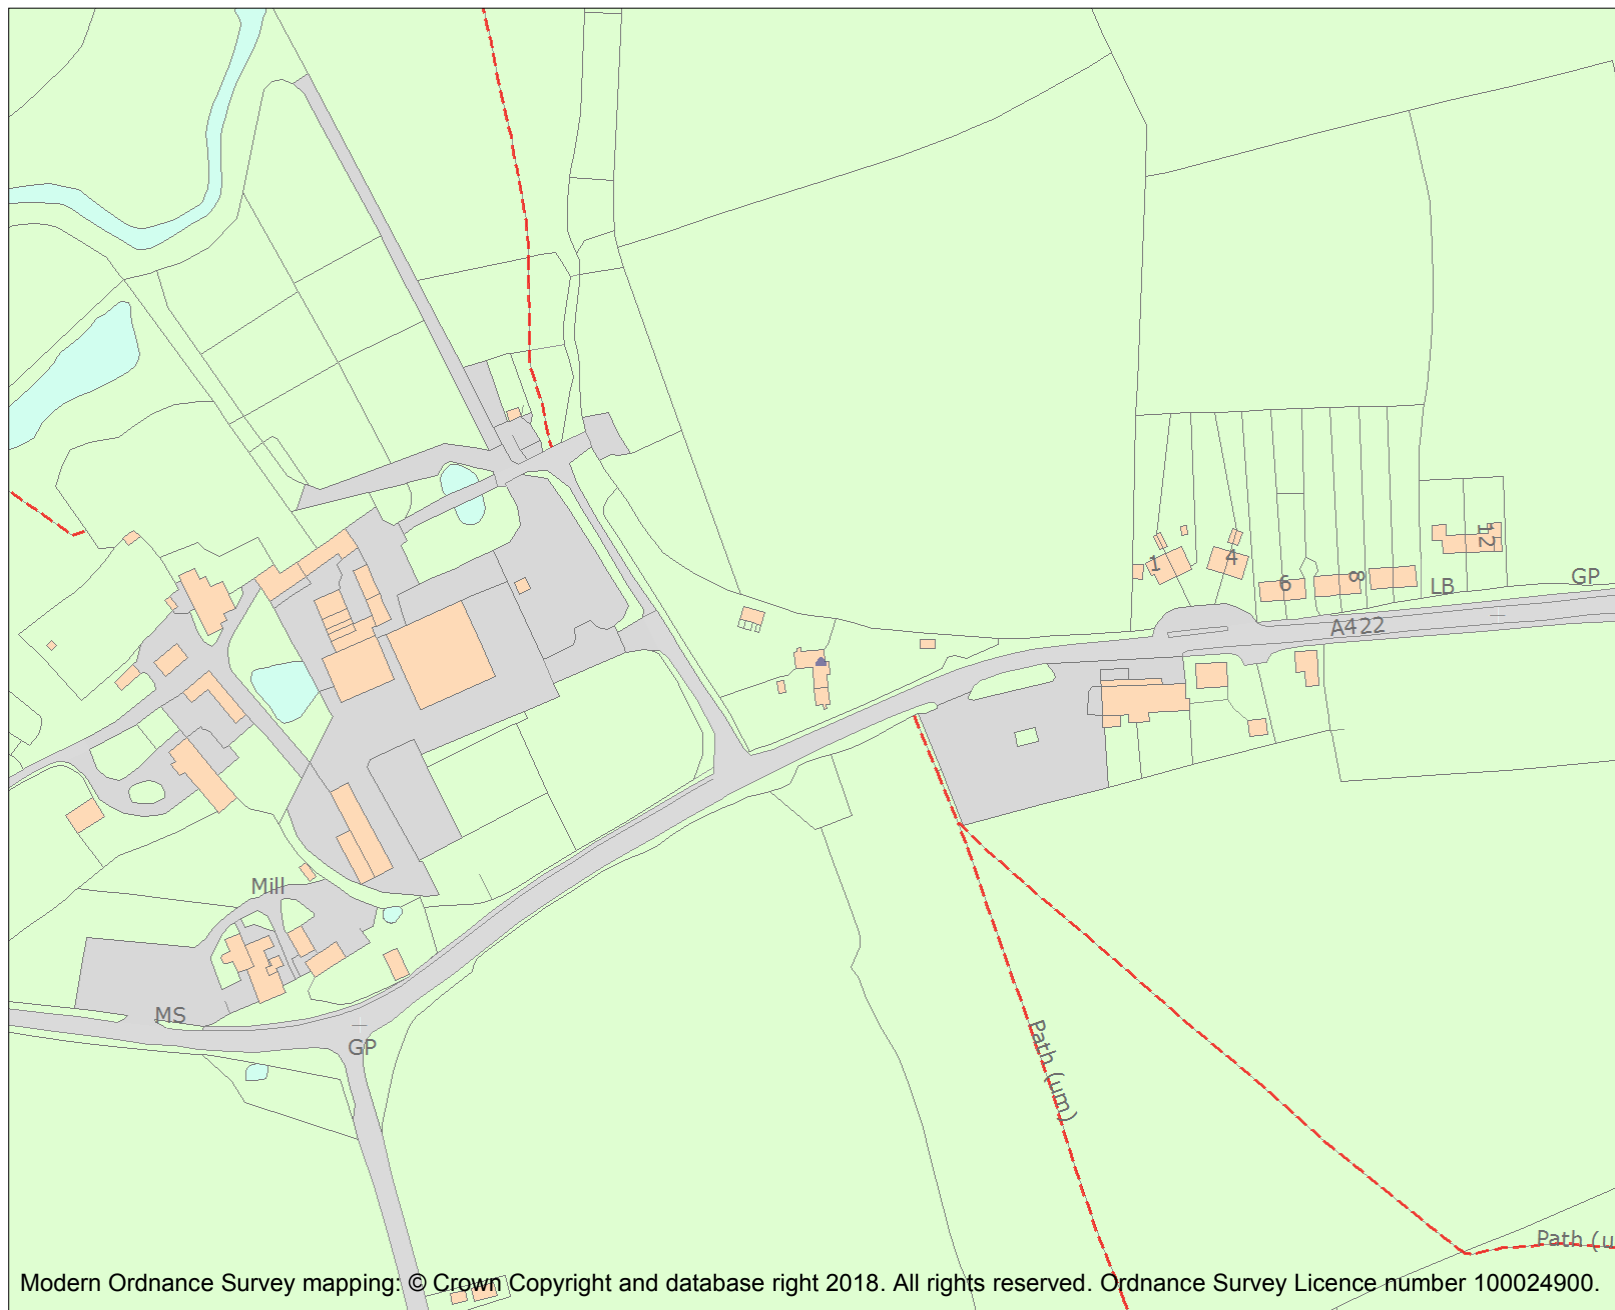 1
4
12
6
8
LB
GP
A422
Mill
MS
GP
Path (um)
Path (u
Modern Ordnance Survey mapping: © Crown Copyright and database right 2018. All rights reserved. Ordnance Survey Licence number 100024900.